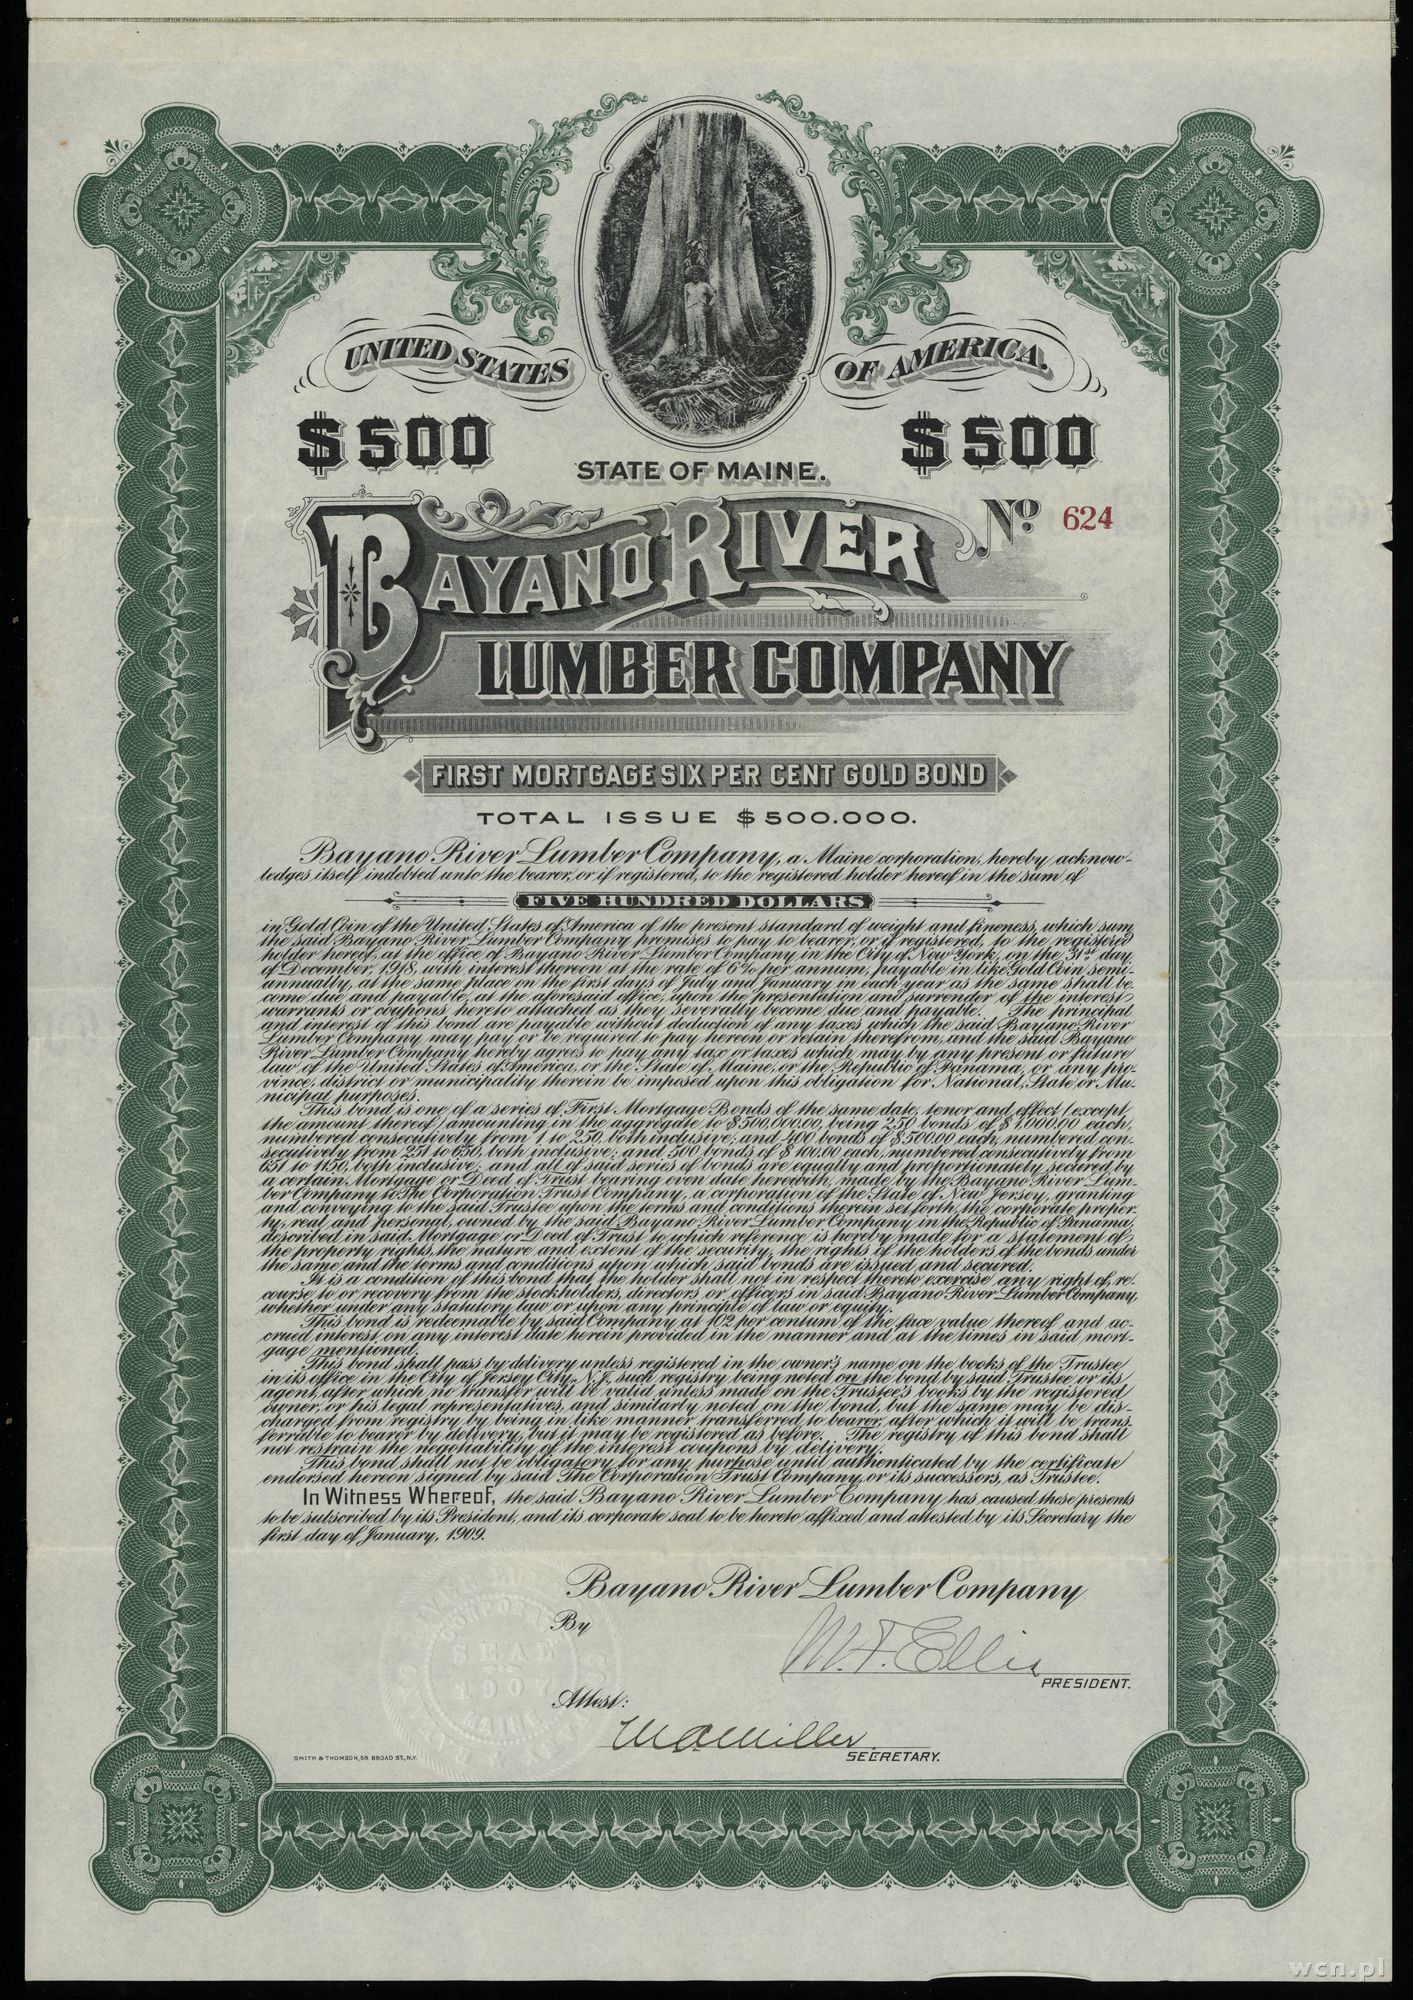 UNITED STATES OF AMERICA.
$500 $500
STATE OF MAINE.
No 624
BAYANO RIVER
LUMBER COMPANY
FIRST MORTGAGE SIX PER CENT GOLD BOND
TOTAL ISSUE $500.000.
Bayano River Lumber Company, a Maine corporation, hereby acknow-
ledges itself indebted unto the bearer, or if registered, to the registered holder hereof in the sum of
FIVE HUNDRED DOLLARS
in Gold Coin of the United States of America of the present standard of weight and fineness, which sum
the said Bayano River Lumber Company promises to pay to bearer, or if registered, to the registered
holder hereof, at the office of Bayano River Lumber Company in the City of New York, on the 31st day
of December, 1918, with interest thereon at the rate of 6% per annum, payable in like Gold Coin semi-
annually, at the same place on the first days of July and January in each year as the same shall be-
come due and payable, at the aforesaid office, upon the presentation and surrender of the interest
warrants or coupons hereto attached as they severally become due and payable. The principal
and interest of this bond are payable without deduction of any taxes which the said Bayano River
Lumber Company may pay or be required to pay hereon or retain therefrom, and the said Bayano
River Lumber Company hereby agrees to pay any tax or taxes which may by any present or future
law of the United States of America, or the State of Maine, or the Republic of Panama, or any pro-
vince, district or municipality therein be imposed upon this obligation for National, State or Mu-
nicipal purposes.
This bond is one of a series of First Mortgage Bonds of the same date, tenor and effect (except
the amount thereof) amounting in the aggregate to $500,000.00, being 250 bonds of $1,000.00 each,
numbered consecutively from 1 to 250, both inclusive; and 400 bonds of $500.00 each, numbered con-
secutively from 251 to 650, both inclusive; and 500 bonds of $100.00 each, numbered consecutively from
651 to 1150, both inclusive; and all of said series of bonds are equally and proportionately secured by
a certain Mortgage or Deed of Trust bearing even date herewith, made by the Bayano River Lum-
ber Company to The Corporation Trust Company, a corporation of the State of New Jersey, granting
and conveying to the said Trustee upon the terms and conditions therein set forth, the corporate proper-
ty, real and personal, owned by the said Bayano River Lumber Company in the Republic of Panama,
described in said Mortgage or Deed of Trust to which reference is hereby made for a statement of
the property rights, the nature and extent of the security, the rights of the holders of the bonds under
the same and the terms and conditions upon which said bonds are issued and secured.
It is a condition of this bond that the holder shall not in respect thereto exercise any right of re-
course to or recovery from the stockholders, directors or officers in said Bayano River Lumber Company,
whether under any statutory law or upon any principle of law or equity.
This bond is redeemable by said Company at 102 per centum of the face value thereof and ac-
crued interest, on any interest date herein provided in the manner and at the times in said mort-
gage mentioned.
This bond shall pass by delivery unless registered in the owner's name on the books of the Trustee
in its office in the City of Jersey City, N.J. such registry being noted on the bond by said Trustee or its
agent, after which no transfer will be valid unless made on the Trustee's books by the registered
owner, or his legal representatives, and similarly noted on the bond, but the same may be dis-
charged from registry by being in like manner transferred to bearer, after which it will be trans-
ferrable to bearer by delivery, but it may be registered as before. The registry of this bond shall
not restrain the negotiability of the interest coupons by delivery.
This bond shall not be obligatory for any purpose until authenticated by the certificate
endorsed hereon signed by said The Corporation Trust Company, or its successors, as Trustee.
In Witness Whereof, the said Bayano River Lumber Company has caused these presents
to be subscribed by its President, and its corporate seal to be hereto affixed and attested by its Secretary the
first day of January, 1909.
Bayano River Lumber Company
By
W. F. Ellis
PRESIDENT.
CORPORATE
SEAL
1907
MAINE
Attest:
SECRETARY.
SMITH & THOMSON, 58 BROAD ST., N.Y.
wcn.pl